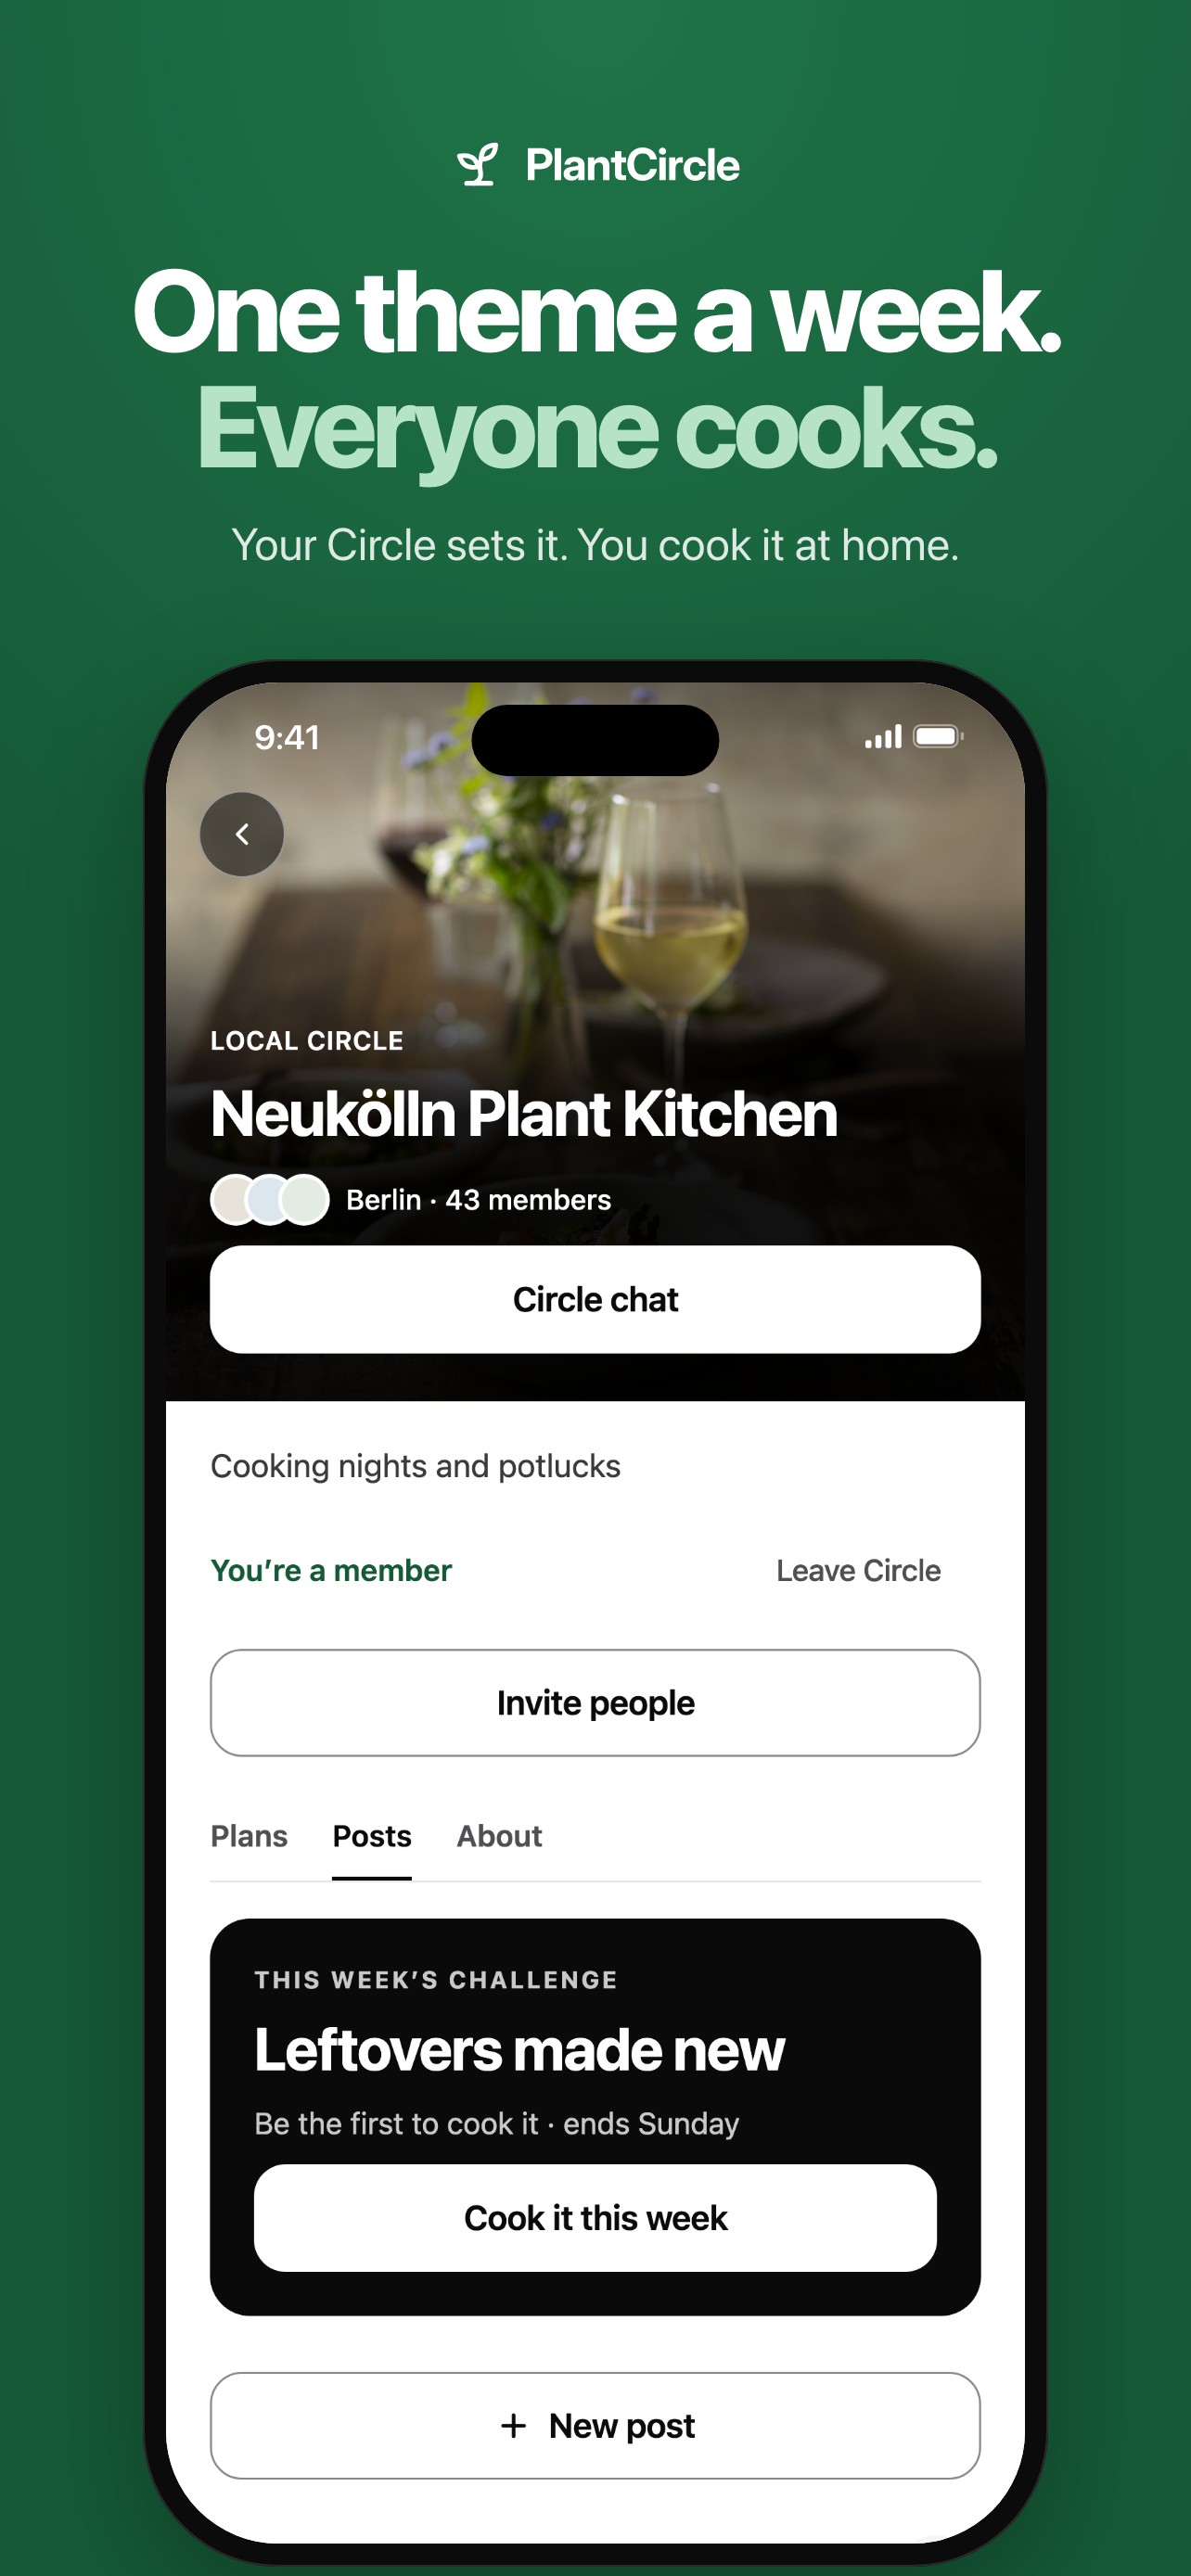 PlantCircle
One theme a week.
Everyone cooks.
Your Circle sets it. You cook it at home.
9:41
LOCAL CIRCLE
Neukölln Plant Kitchen
Berlin · 43 members
Circle chat
Cooking nights and potlucks
You’re a member
Leave Circle
Invite people
Plans Posts About
THIS WEEK’S CHALLENGE
Leftovers made new
Be the first to cook it · ends Sunday
Cook it this week
+ New post